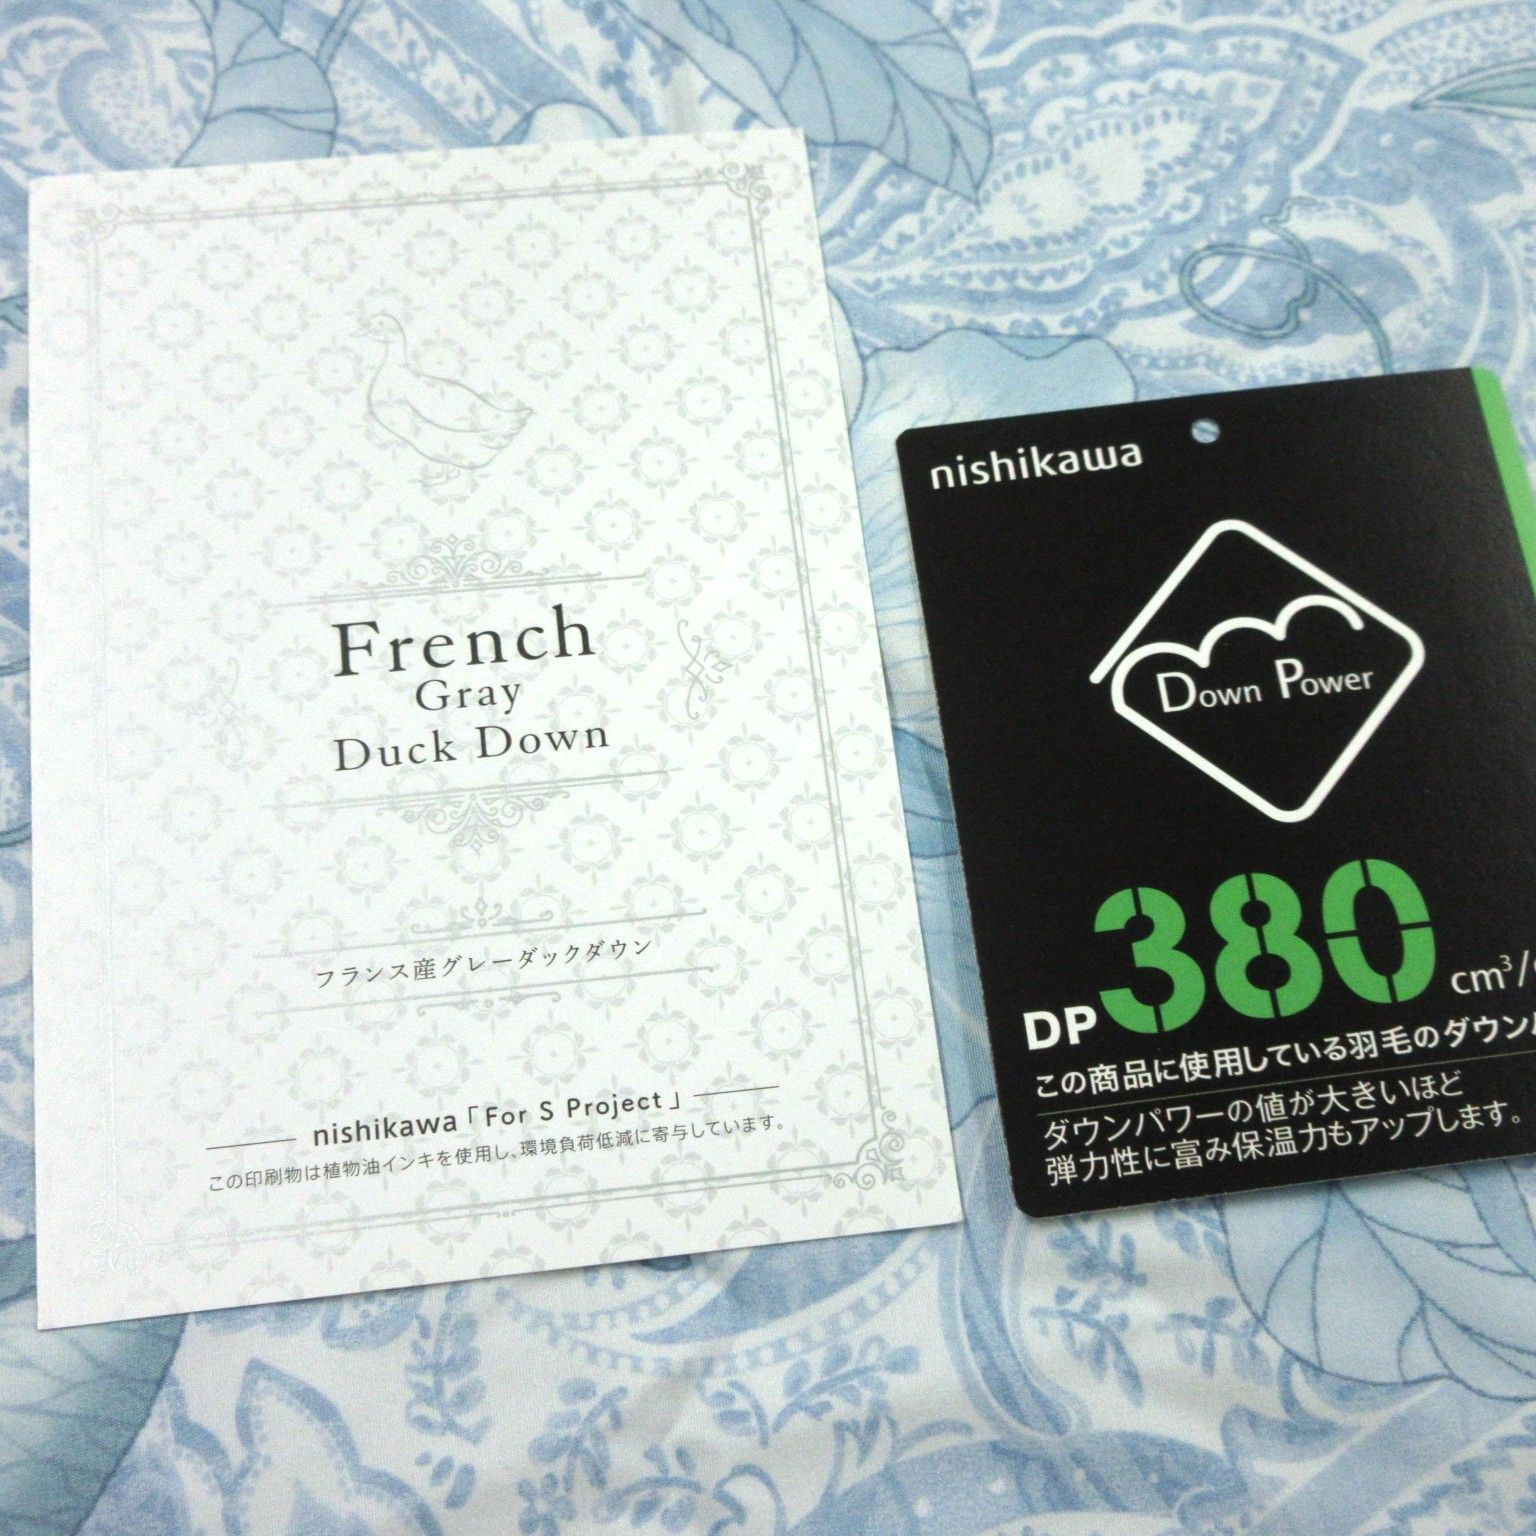 French
Gray
Duck Down
フランス産グレーダックダウン
nishikawa「For S Project」
この印刷物は植物油インキを使用し、環境負荷低減に寄与しています。
nishikawa
Down Power
DP380 cm³/
この商品に使用している羽毛のダウン
ダウンパワーの値が大きいほど
弾力性に富み保温力もアップします。